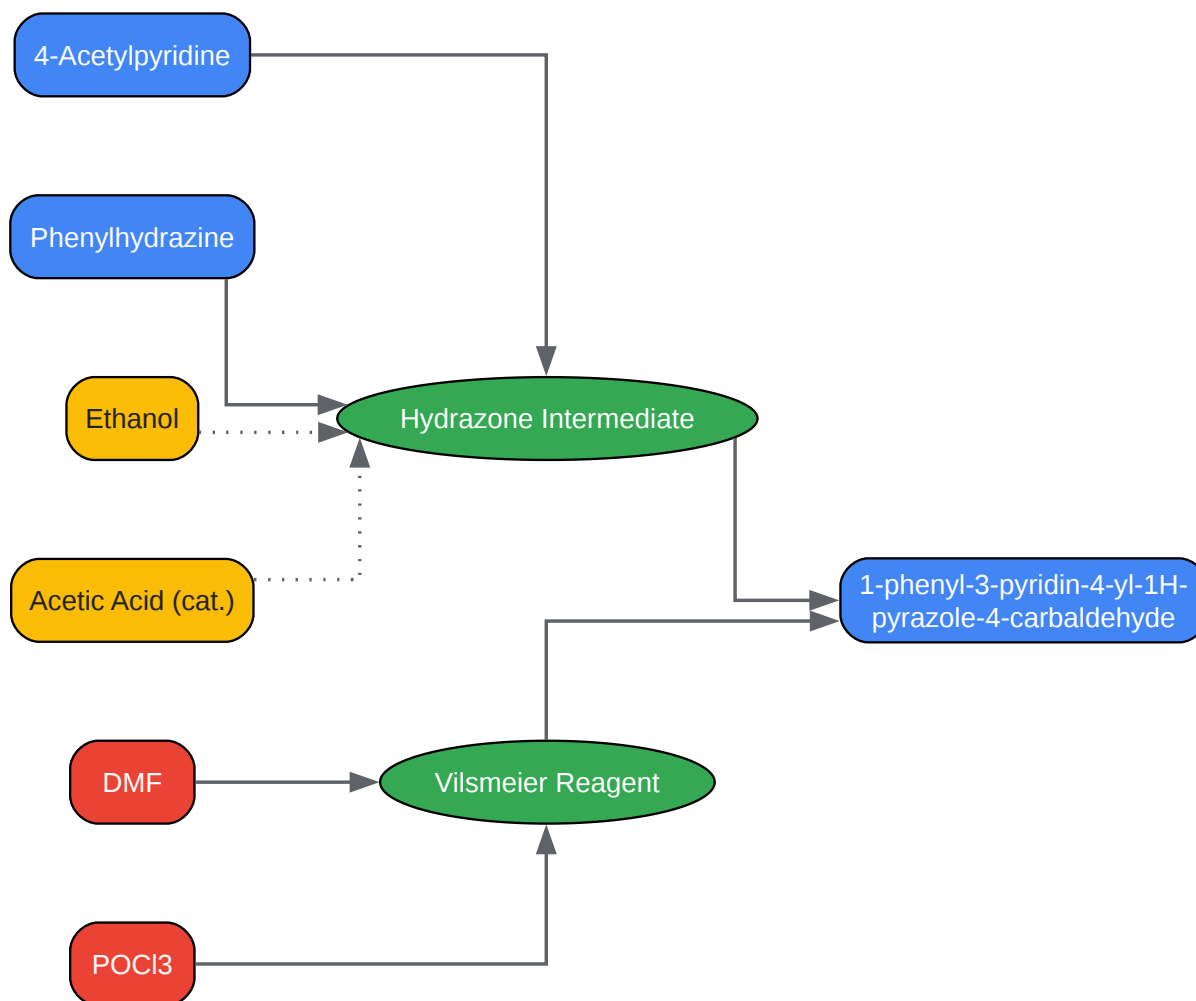 4-Acetylpyridine
Phenylhydrazine
Ethanol
Hydrazone Intermediate
Acetic Acid (cat.)
1-phenyl-3-pyridin-4-yl-1H-
pyrazole-4-carbaldehyde
DMF
Vilsmeier Reagent
POCl3